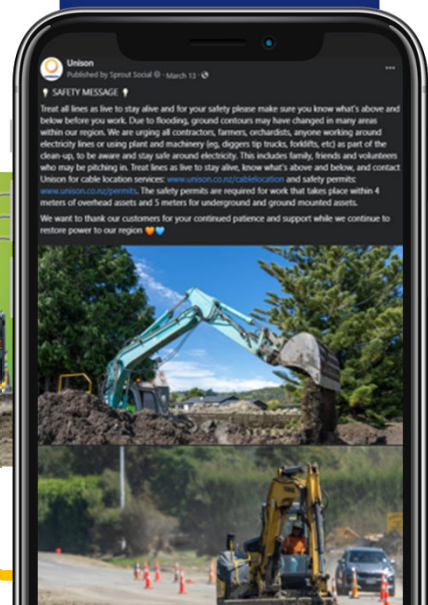 Unison
Published by Sprout Social · March 13 ·
SAFETY MESSAGE
Treat all lines as live to stay alive and for your safety please make sure you know what's above and
below before you work. Due to flooding, ground contours may have changed in many areas
within our region. We are urging all contractors, farmers, orchardists, anyone working around
electricity lines or using plant and machinery (eg, diggers tip trucks, forklifts, etc) as part of the
clean-up, to be aware and stay safe around electricity. This includes family, friends and volunteers
who may be pitching in. Treat lines as live to stay alive, know what's above and below, and contact
Unison for cable location services: www.unison.co.nz/cablelocation and safety permits:
www.unison.co.nz/permits. The safety permits are required for work that takes place within 4
meters of overhead assets and 5 meters for underground and ground mounted assets.
We want to thank our customers for your continued patience and support while we continue to
restore power to our region 🧡💙